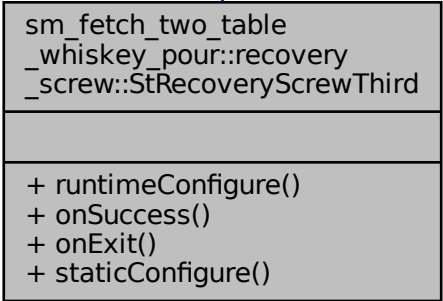 sm_fetch_two_table
_whiskey_pour::recovery
_screw::StRecoveryScrewThird
+ runtimeConfigure()
+ onSuccess()
+ onExit()
+ staticConfigure()